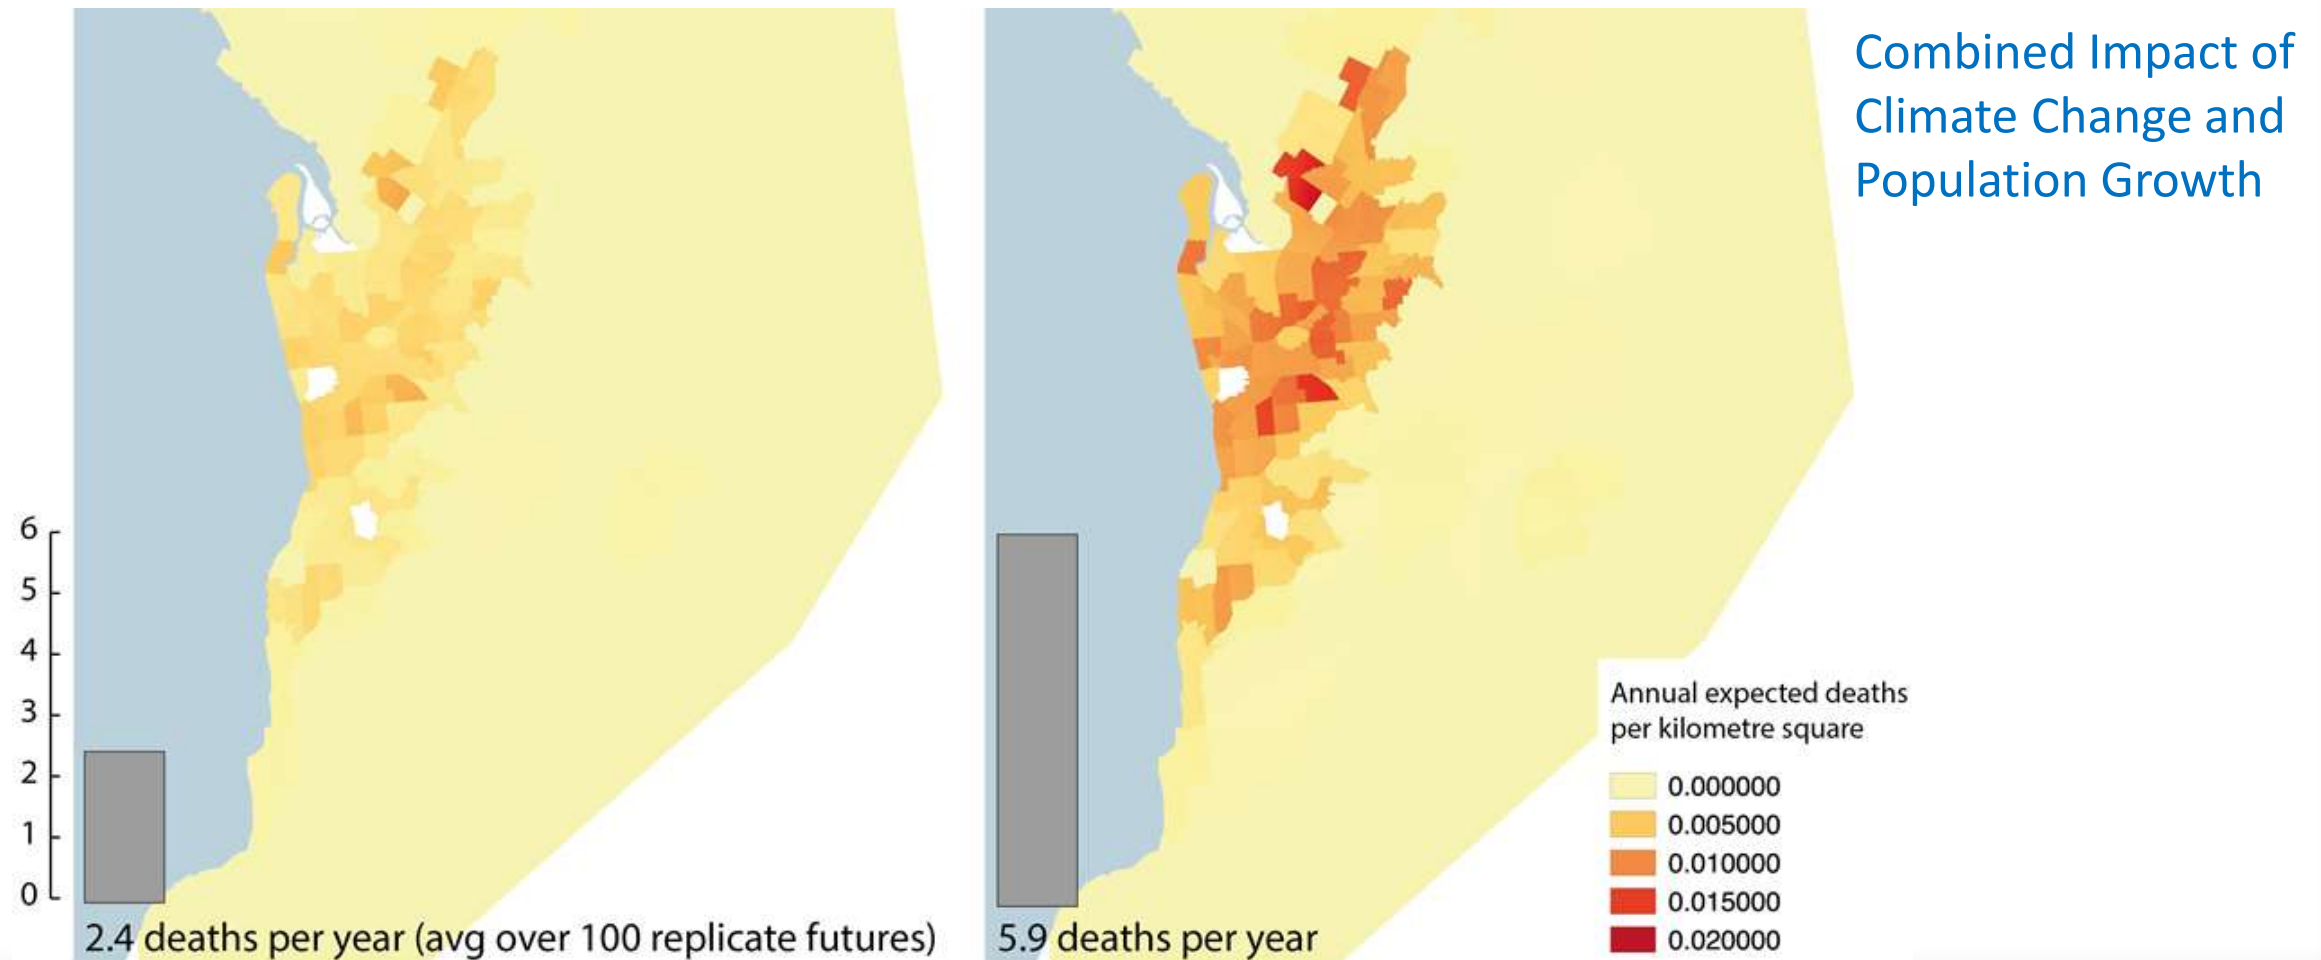 Combined Impact of
Climate Change and
Population Growth
6
5
4
3
2
1
0
2.4 deaths per year (avg over 100 replicate futures)
5.9 deaths per year
Annual expected deaths
per kilometre square
0.000000
0.005000
0.010000
0.015000
0.020000